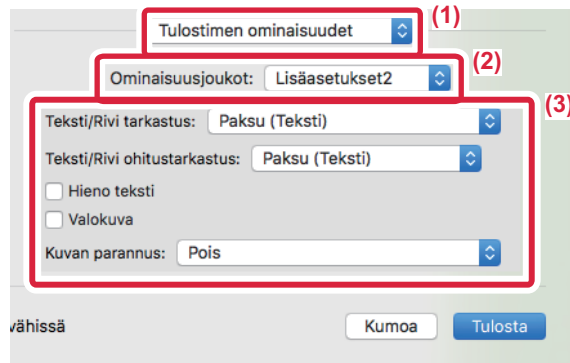 Tulostimen ominaisuudet (1)
Ominaisuusjoukot: Lisäasetukset2 (2)
(3)
Teksti/Rivi tarkastus: Paksu (Teksti)
Teksti/Rivi ohitustarkastus: Paksu (Teksti)
Hieno teksti
Valokuva
Kuvan parannus: Pois
vähissä Kumoa Tulosta